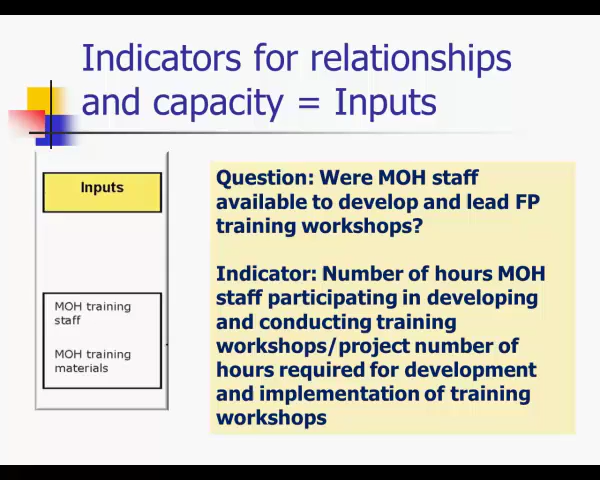 Indicators for relationships
and capacity = Inputs
Inputs
MOH training
staff
MOH training
materials
Question: Were MOH staff
available to develop and lead FP
training workshops?
Indicator: Number of hours MOH
staff participating in developing
and conducting training
workshops/project number of
hours required for development
and implementation of training
workshops